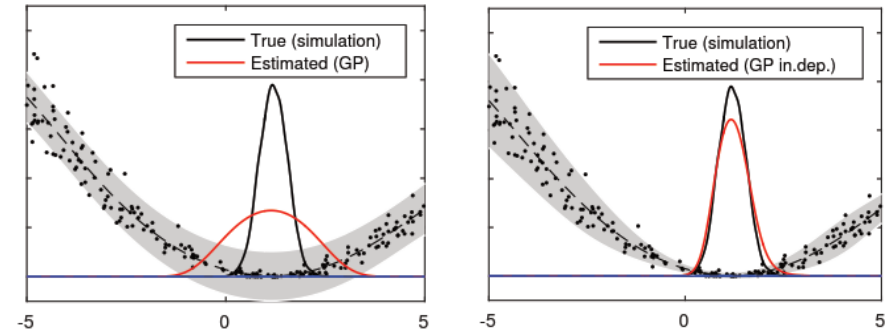 True (simulation)
Estimated (GP)
-5
0
5
True (simulation)
Estimated (GP in.dep.)
-5
0
5